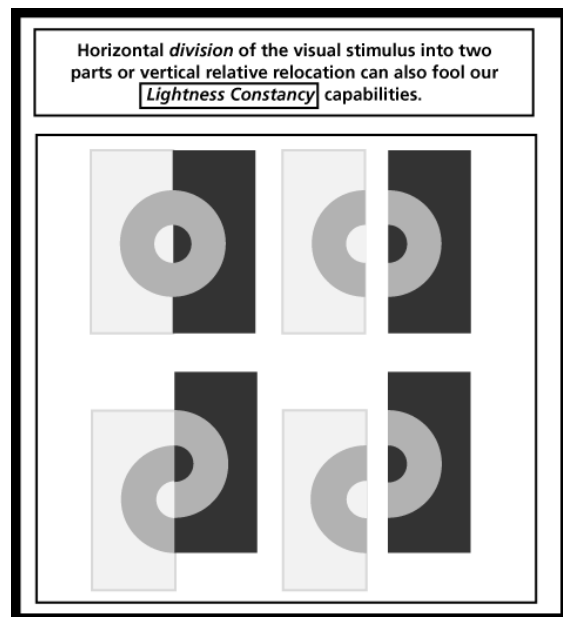 Horizontal division of the visual stimulus into two
parts or vertical relative relocation can also fool our
Lightness Constancy capabilities.